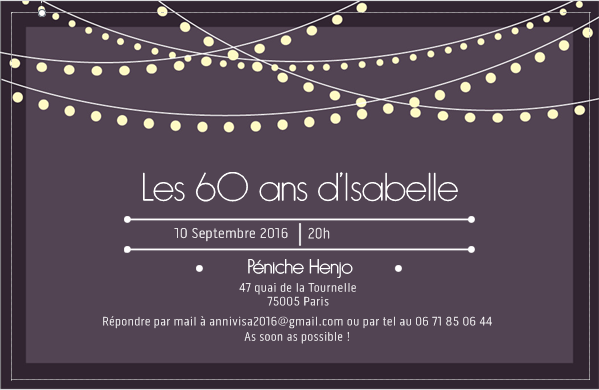 Les 60 ans d'Isabelle
10 Septembre 2016 | 20h
Péniche Henjo
47 quai de la Tournelle
75005 Paris
Répondre par mail à annivisa2016@gmail.com ou par tel au 06 71 85 06 44
As soon as possible !